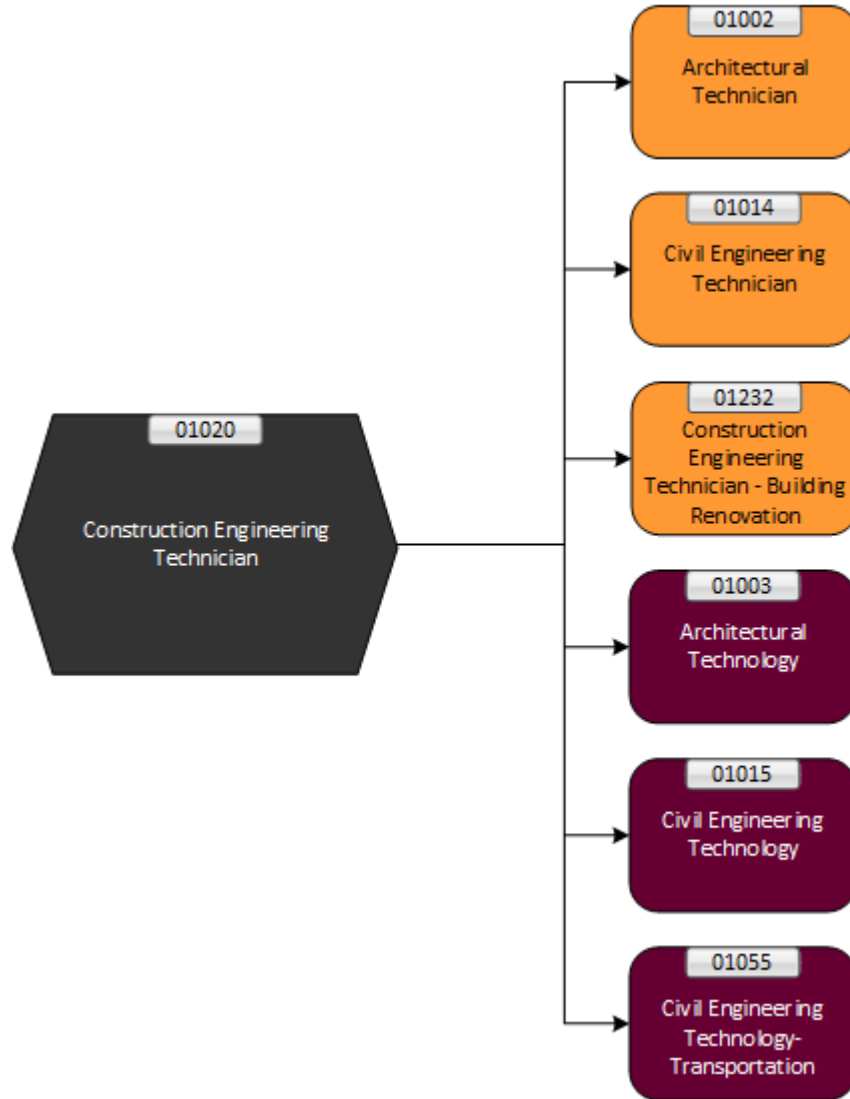 01002
Architectural
Technician
01014
Civil Engineering
Technician
01232
Construction
Engineering
Technician - Building
Renovation
01020
Construction Engineering
Technician
01003
Architectural
Technology
01015
Civil Engineering
Technology
01055
Civil Engineering
Technology-
Transportation